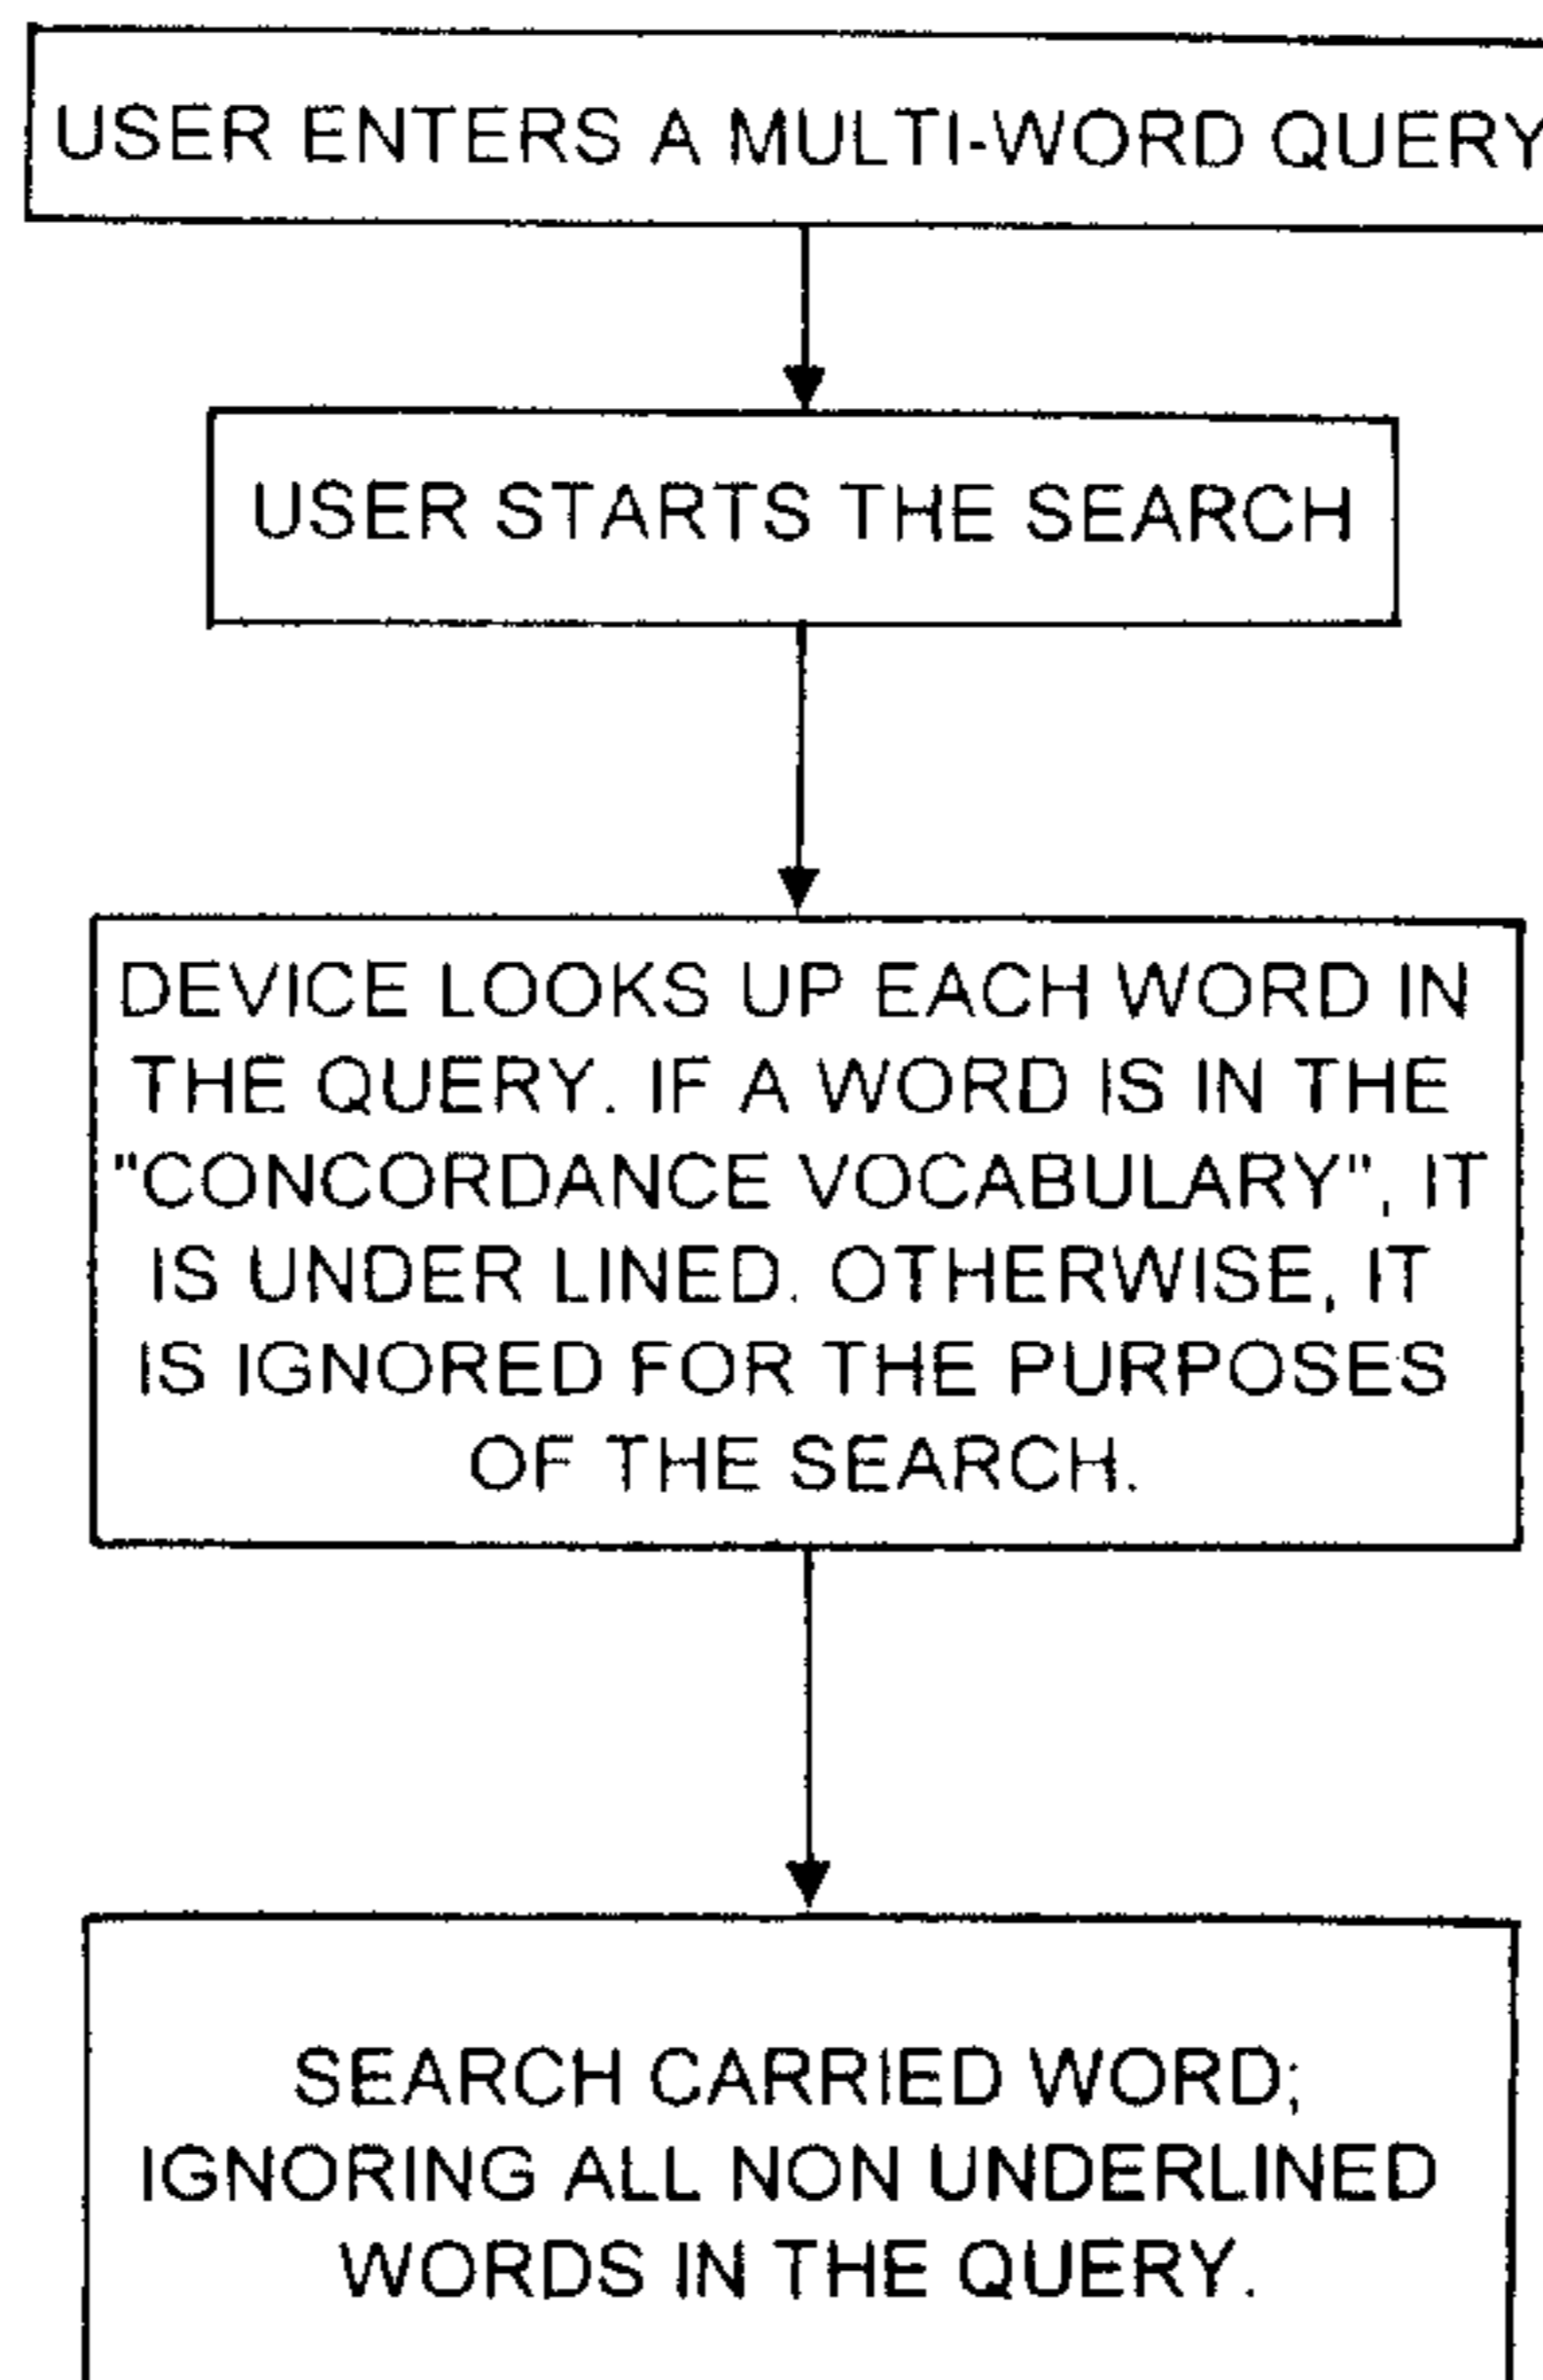 USER ENTERS A MULTI-WORD QUERY
USER STARTS THE SEARCH
DEVICE LOOKS UP EACH WORD IN
THE QUERY. IF A WORD IS IN THE
"CONCORDANCE VOCABULARY", IT
IS UNDER LINED. OTHERWISE, IT
IS IGNORED FOR THE PURPOSES
OF THE SEARCH.
SEARCH CARRIED WORD;
IGNORING ALL NON UNDERLINED
WORDS IN THE QUERY.